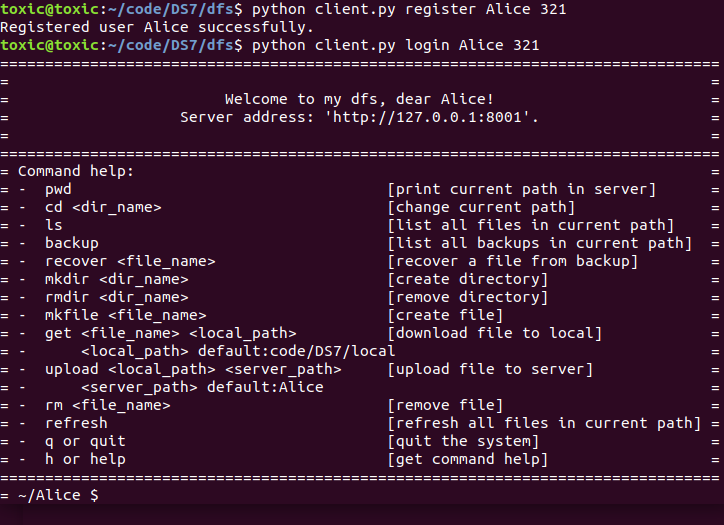 toxic@toxic:~/code/DS7/dfs$ python client.py register Alice 321
Registered user Alice successfully.
toxic@toxic:~/code/DS7/dfs$ python client.py login Alice 321
================================================================================
=                                                                              =
=                        Welcome to my dfs, dear Alice!                        =
=                   Server address: 'http://127.0.0.1:8001'.                   =
=                                                                              =
================================================================================
= Command help:                                                                =
= -  pwd                                   [print current path in server]      =
= -  cd <dir_name>                         [change current path]               =
= -  ls                                    [list all files in current path]    =
= -  backup                                [list all backups in current path]  =
= -  recover <file_name>                   [recover a file from backup]        =
= -  mkdir <dir_name>                      [create directory]                  =
= -  rmdir <dir_name>                      [remove directory]                  =
= -  mkfile <file_name>                    [create file]                       =
= -  get <file_name> <local_path>          [download file to local]            =
= -      <local_path> default:code/DS7/local                                   =
= -  upload <local_path> <server_path>     [upload file to server]             =
= -      <server_path> default:Alice                                           =
= -  rm <file_name>                        [remove file]                       =
= -  refresh                               [refresh all files in current path] =
= -  q or quit                             [quit the system]                   =
= -  h or help                             [get command help]                  =
================================================================================
= ~/Alice $